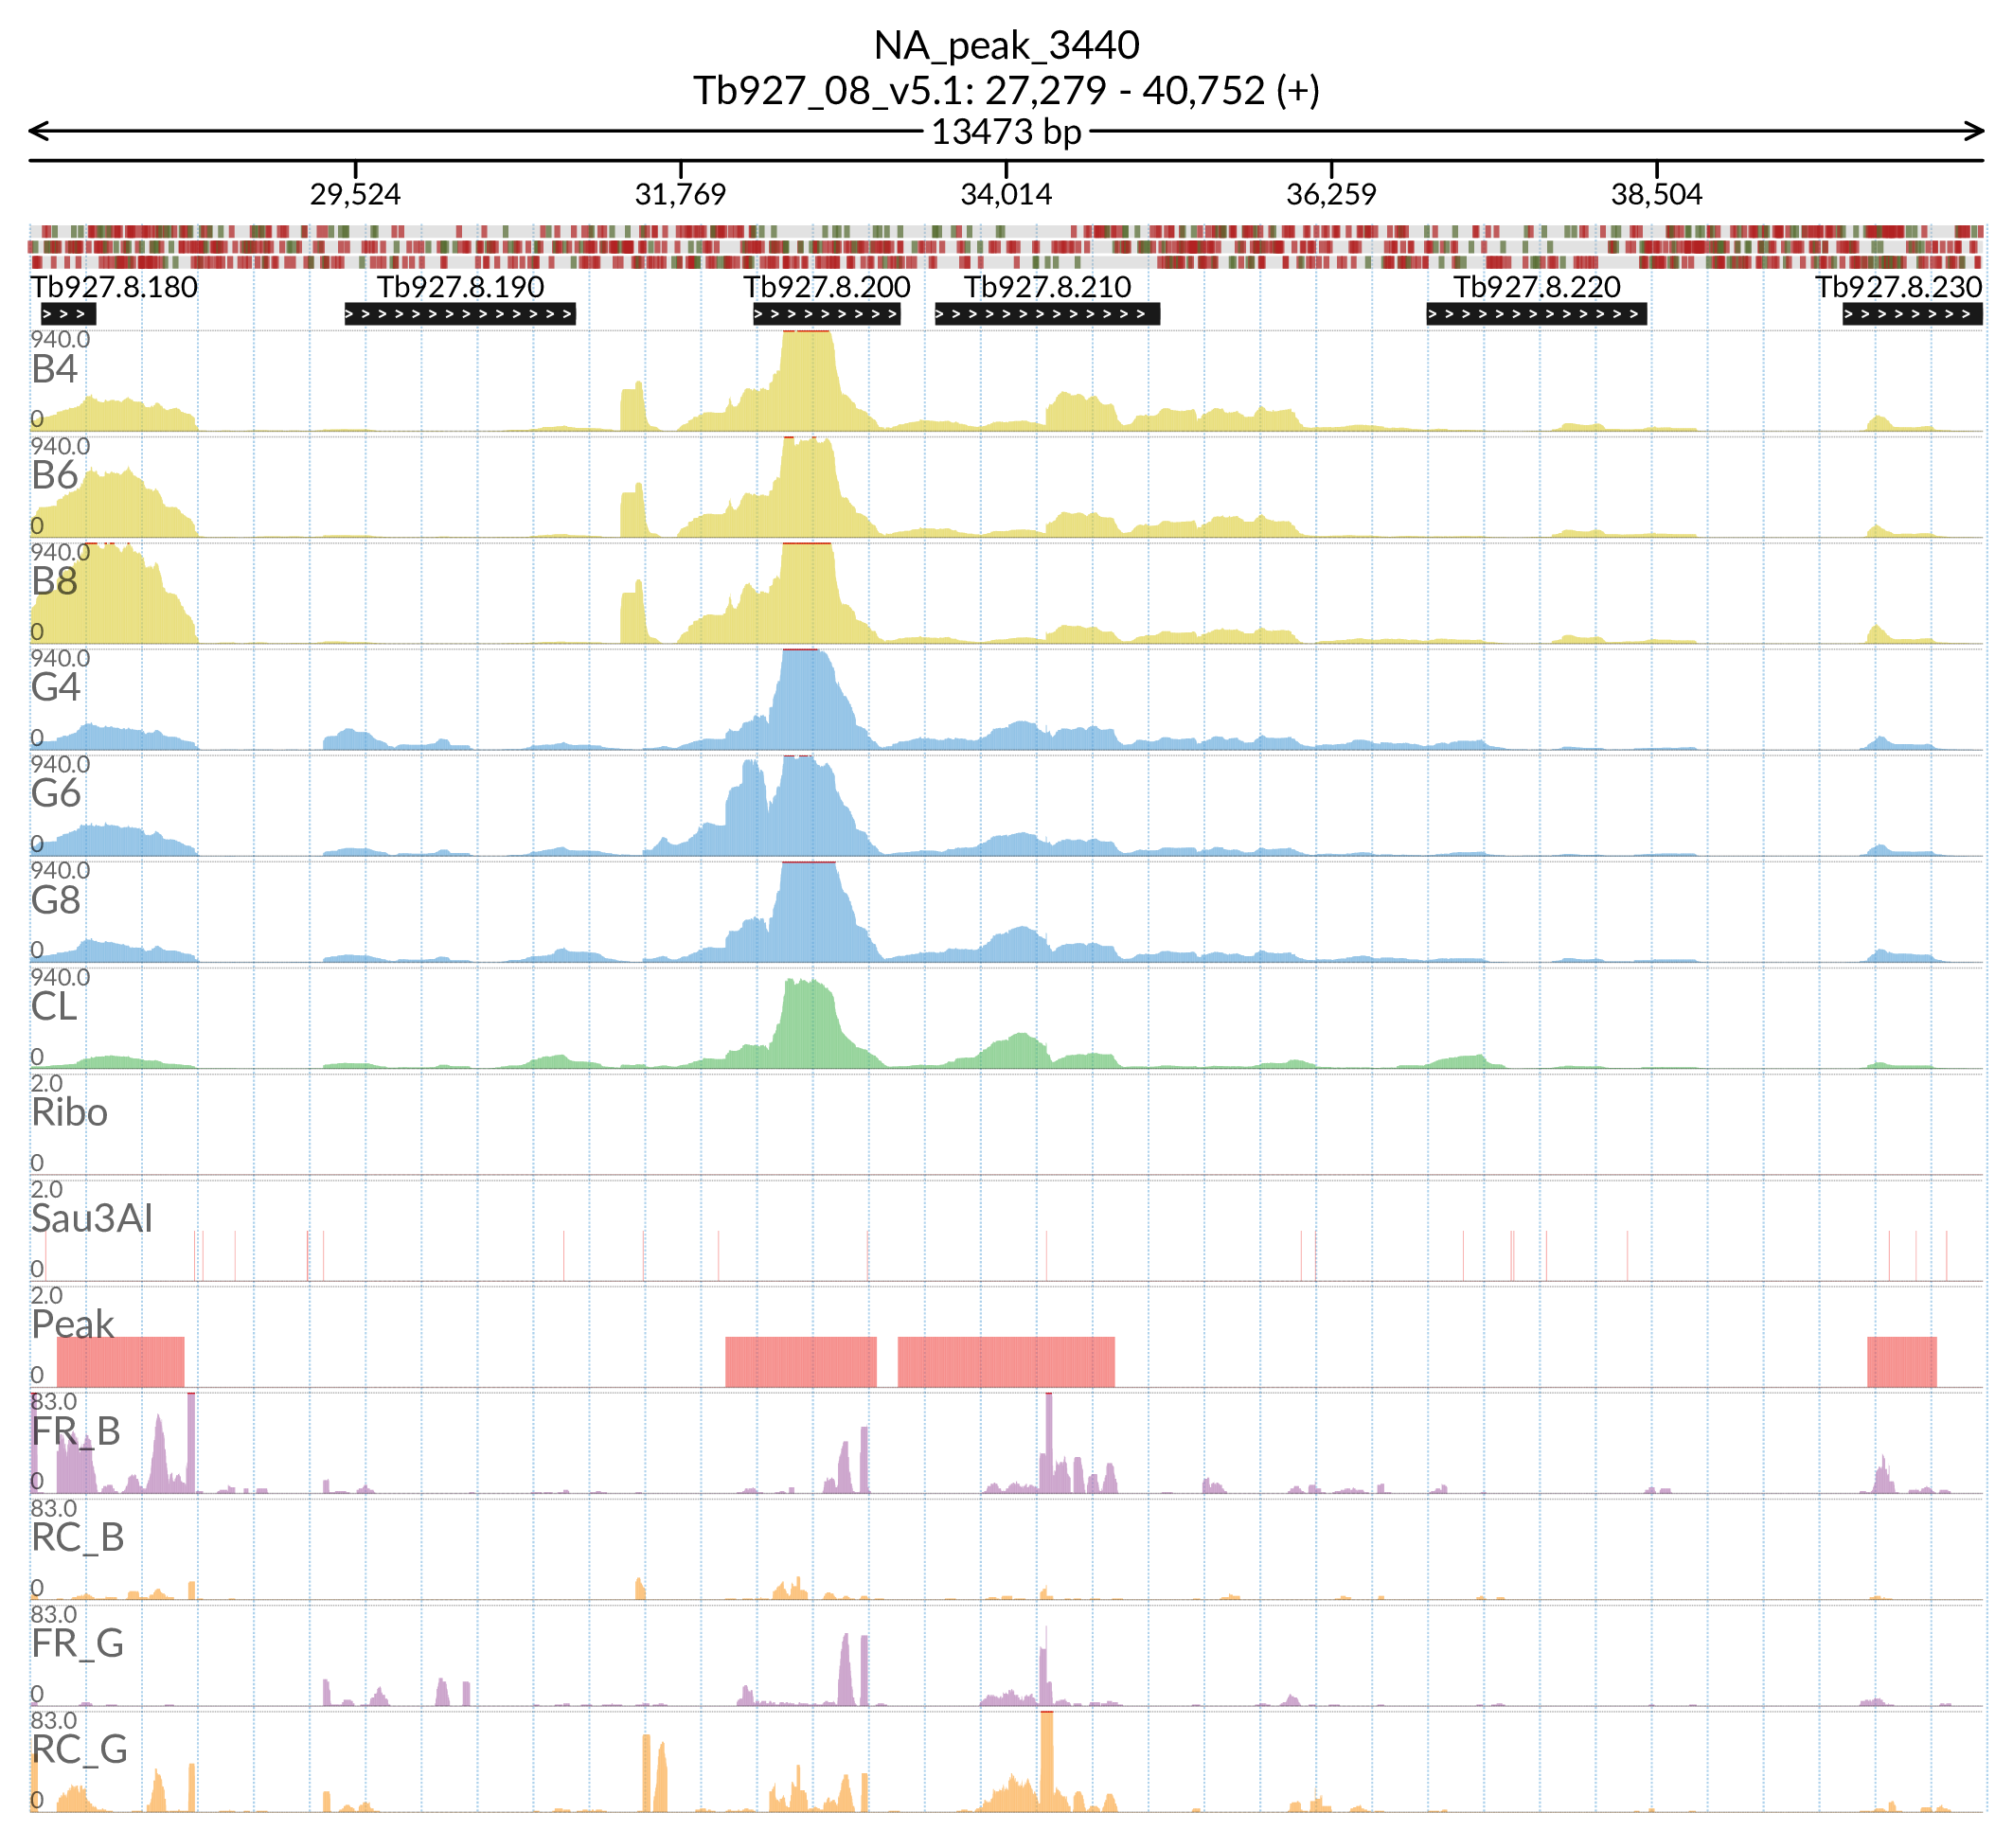 NA_peak_3440
Tb927_08_v5.1: 27,279 - 40,752 (+)
13473 bp
29,524 31,769 34,014 36,259 38,504
Tb927.8.180 Tb927.8.190 Tb927.8.200 Tb927.8.210 Tb927.8.220 Tb927.8.230
940.0
B4
0
940.0
B6
0
940.0
B8
0
940.0
G4
0
940.0
G6
0
940.0
G8
0
940.0
CL
0
2.0
Ribo
0
2.0
Sau3AI
0
2.0
Peak
0
83.0
FR_B
0
83.0
RC_B
0
83.0
FR_G
0
83.0
RC_G
0